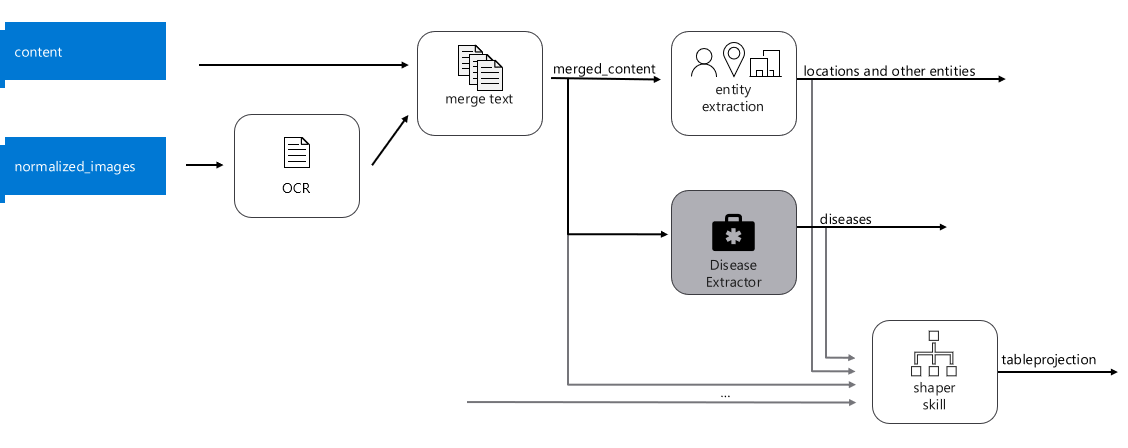 content
merge text
merged_content
entity
extraction
locations and other entities
normalized_images
OCR
diseases
Disease
Extractor
shaper
skill
tableprojection
...